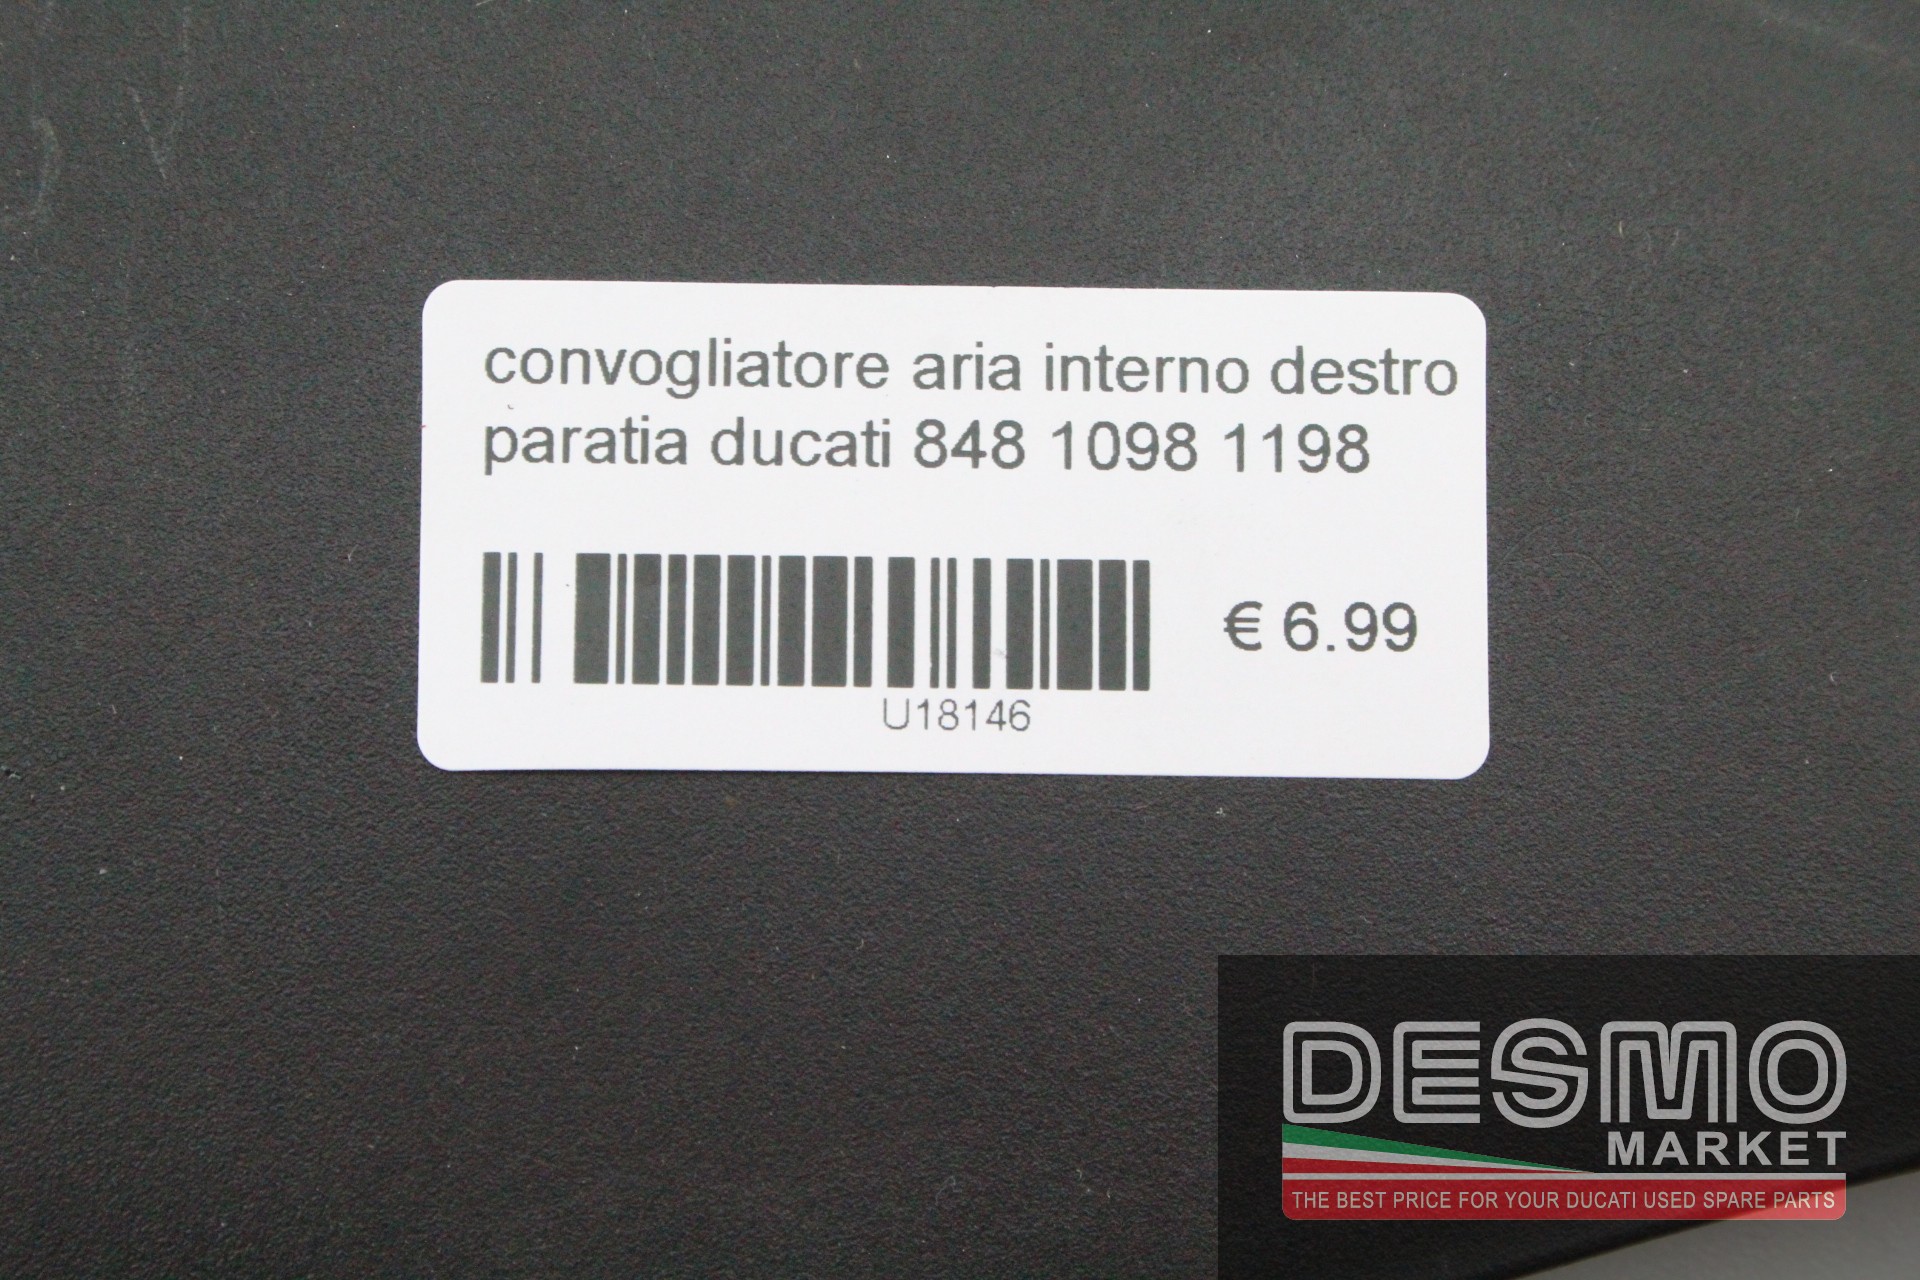 convogliatore aria interno destro
paratia ducati 848 1098 1198
€ 6.99
U18146
DESMO
MARKET
THE BEST PRICE FOR YOUR DUCATI USED SPARE PARTS